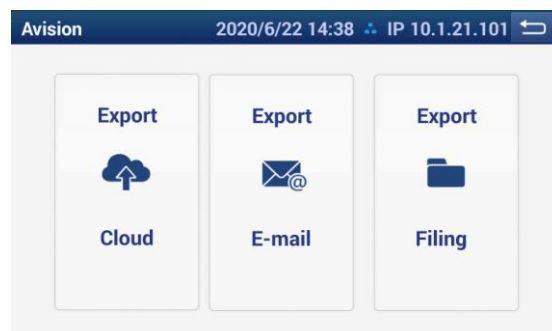 Avision 2020/6/22 14:38 IP 10.1.21.101
Export Export Export
@
Cloud E-mail Filing